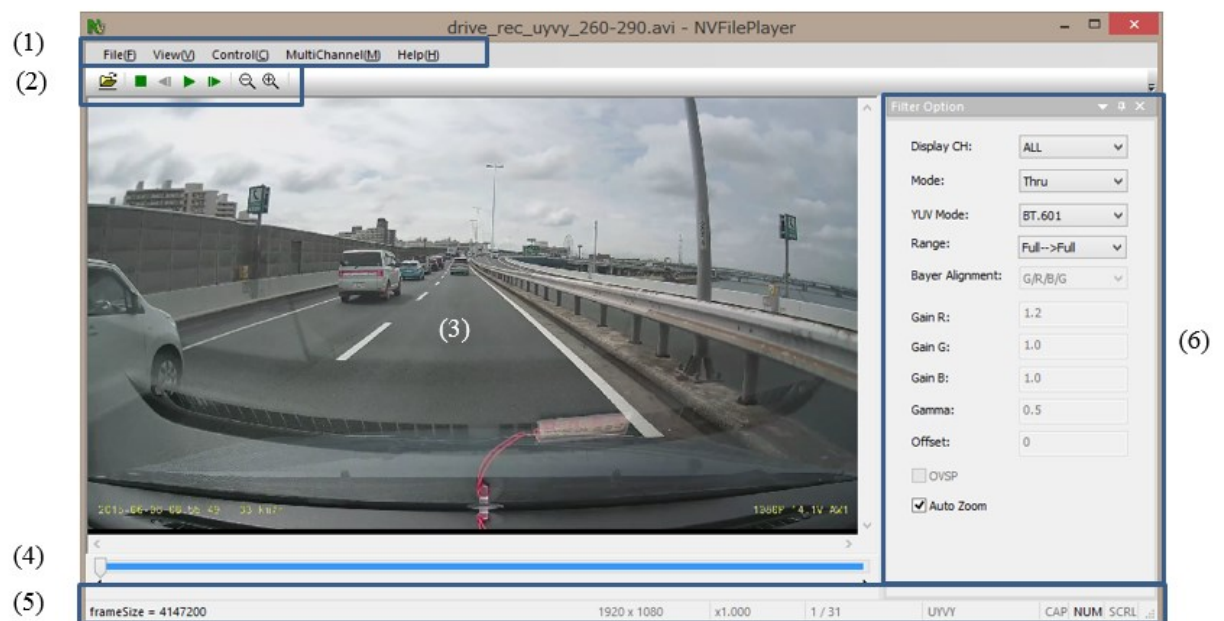 drive_rec_uyvy_260-290.avi - NVFilePlayer
(1)
File(F) View(V) Control(C) MultiChannel(M) Help(H)
(2)
Filter Option
Display CH: ALL
Mode: Thru
YUV Mode: BT.601
Range: Full-->Full
Bayer Alignment: G/R/B/G
Gain R: 1.2
(3)
(6)
Gain G: 1.0
Gain B: 1.0
Gamma: 0.5
Offset: 0
OVSP
Auto Zoom
(4)
(5)
frameSize = 4147200 1920 x 1080 x1.000 1 / 31 UYVY CAP NUM SCRL